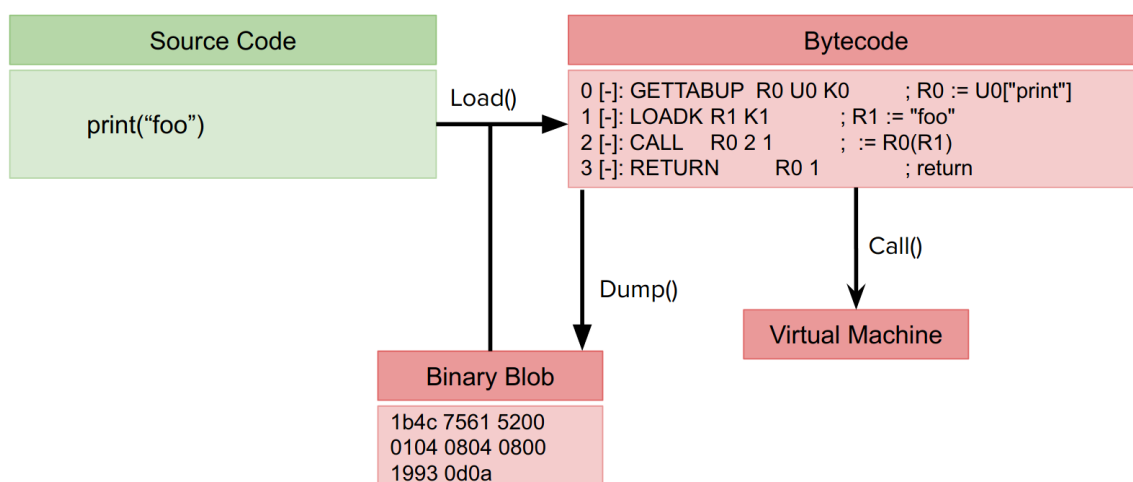 Source Code
print(“foo”)
Load()
Bytecode
0 [-]: GETTABUP R0 U0 K0 ; R0 := U0["print"]
1 [-]: LOADK R1 K1 ; R1 := "foo"
2 [-]: CALL R0 2 1 ; := R0(R1)
3 [-]: RETURN R0 1 ; return
Call()
Dump()
Virtual Machine
Binary Blob
1b4c 7561 5200
0104 0804 0800
1993 0d0a